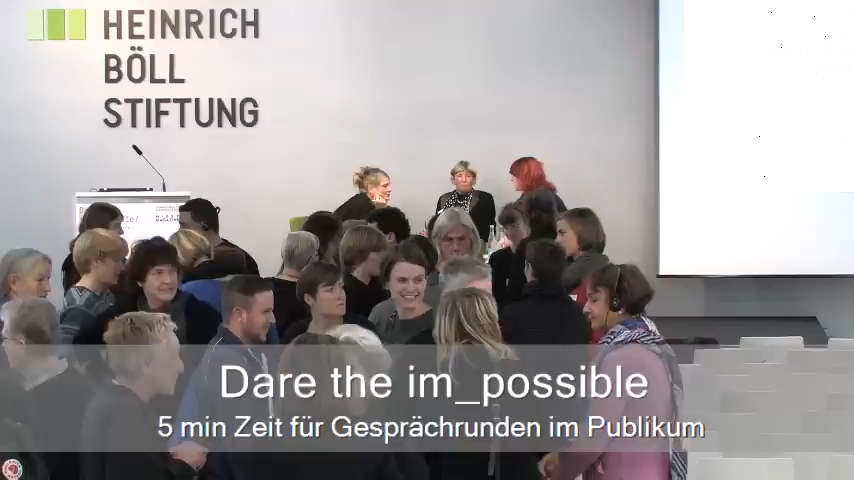 HEINRICH
BÖLL
STIFTUNG
Dare the im_possible
5 min Zeit für Gesprächrunden im Publikum